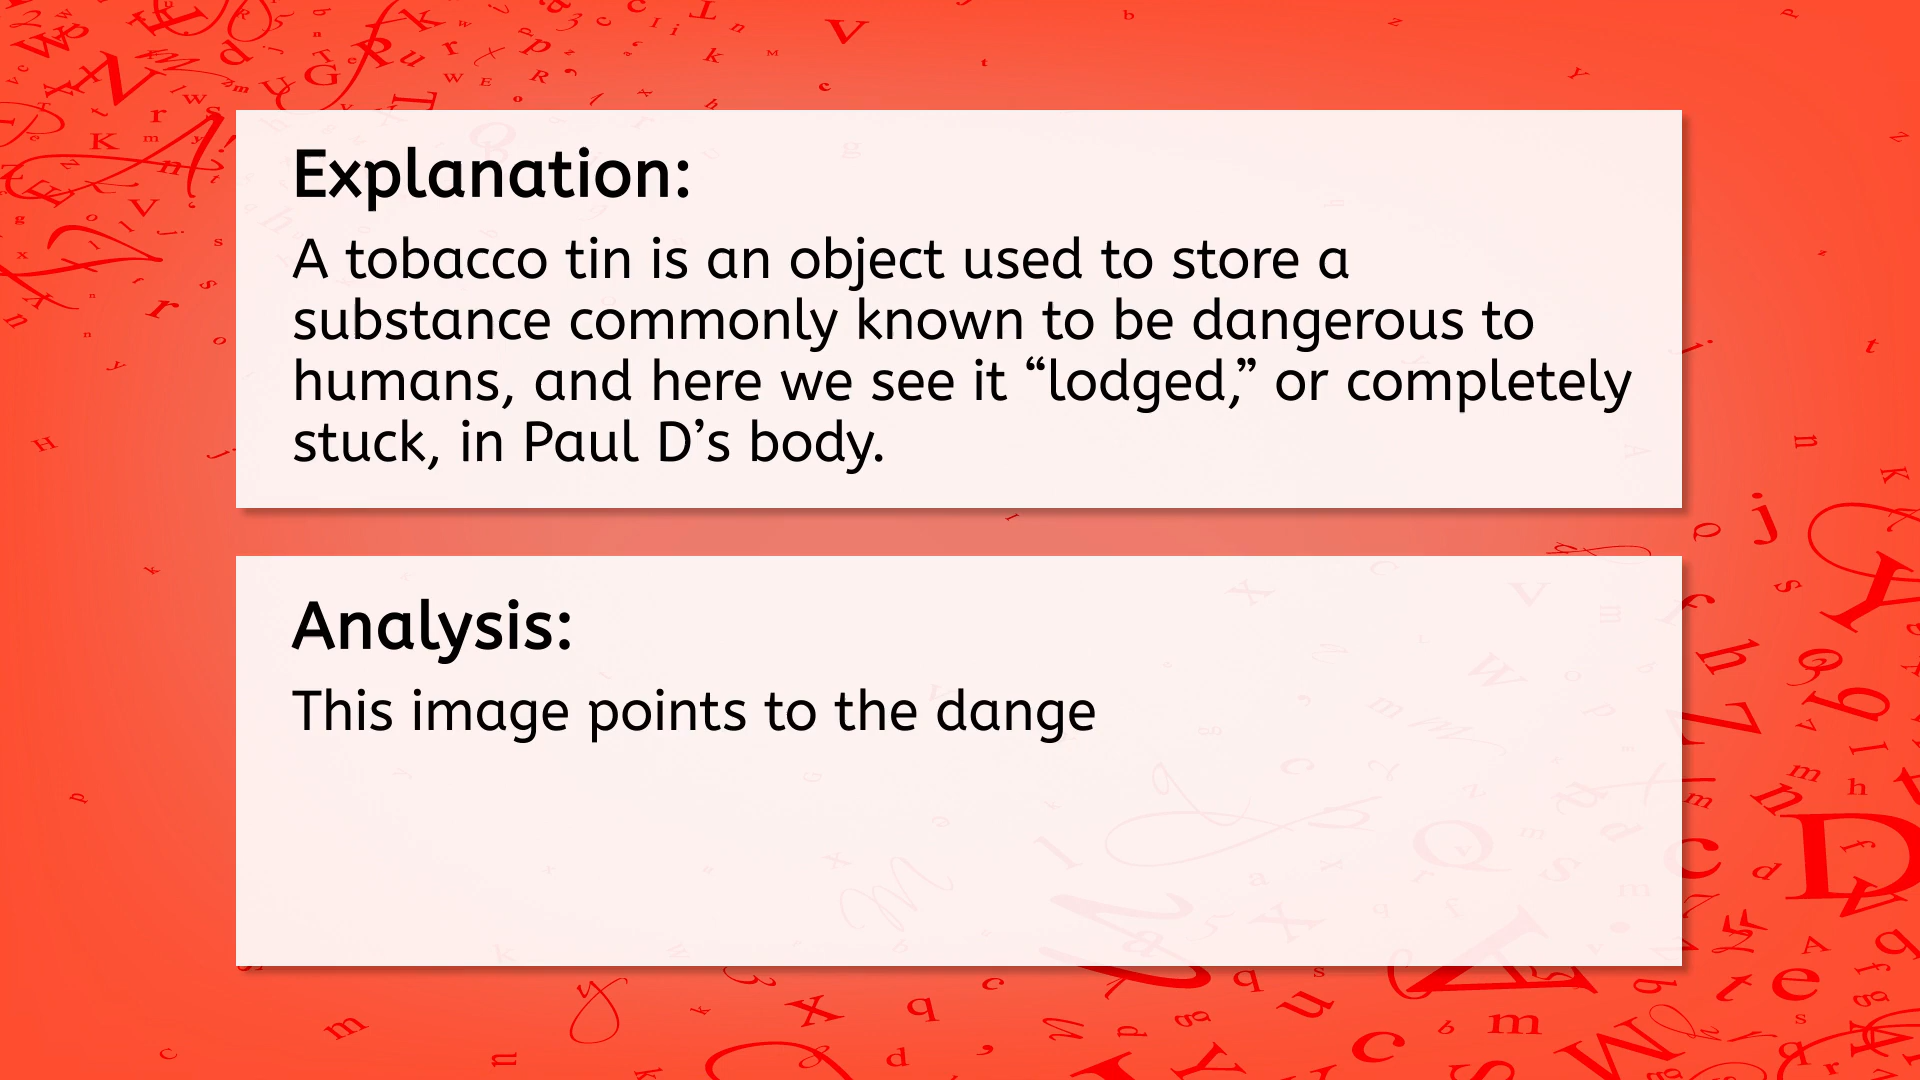 Explanation:
A tobacco tin is an object used to store a
substance commonly known to be dangerous to
humans, and here we see it “lodged,” or completely
stuck, in Paul D’s body.
Analysis:
This image points to the dange